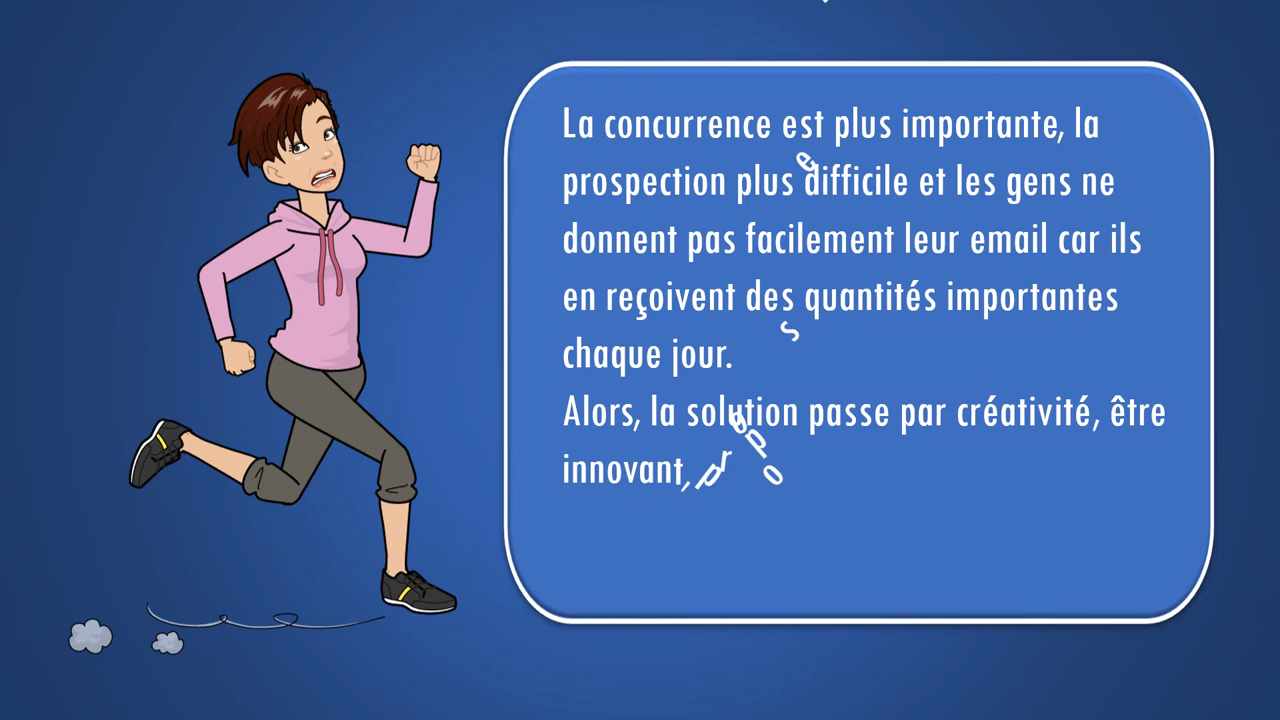 La concurrence est plus importante, la
prospection plus difficile et les gens ne
donnent pas facilement leur email car ils
en reçoivent des quantités importantes
chaque jour.
Alors, la solution passe par créativité, être
innovant,